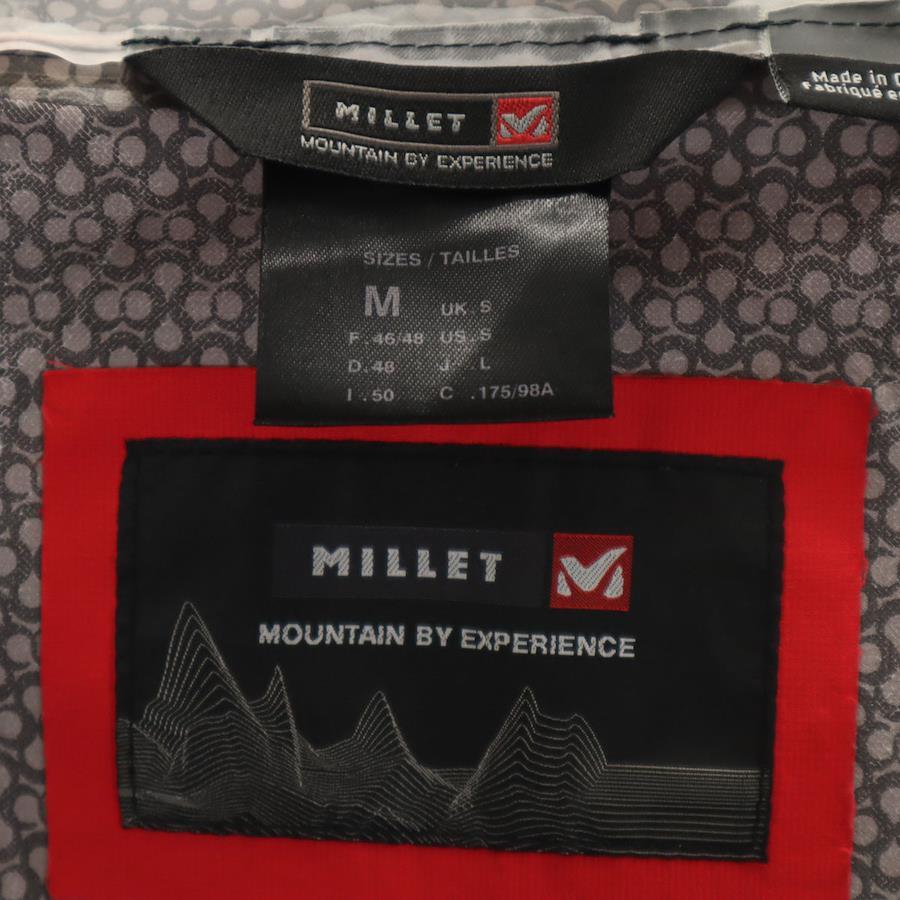 MILLET
MOUNTAIN BY EXPERIENCE
Made in
Fabriqué
SIZES / TAILLES
M UK S
F.46/48 US.S
D.48 J L
I.50 C .175/98A
MILLET
MOUNTAIN BY EXPERIENCE